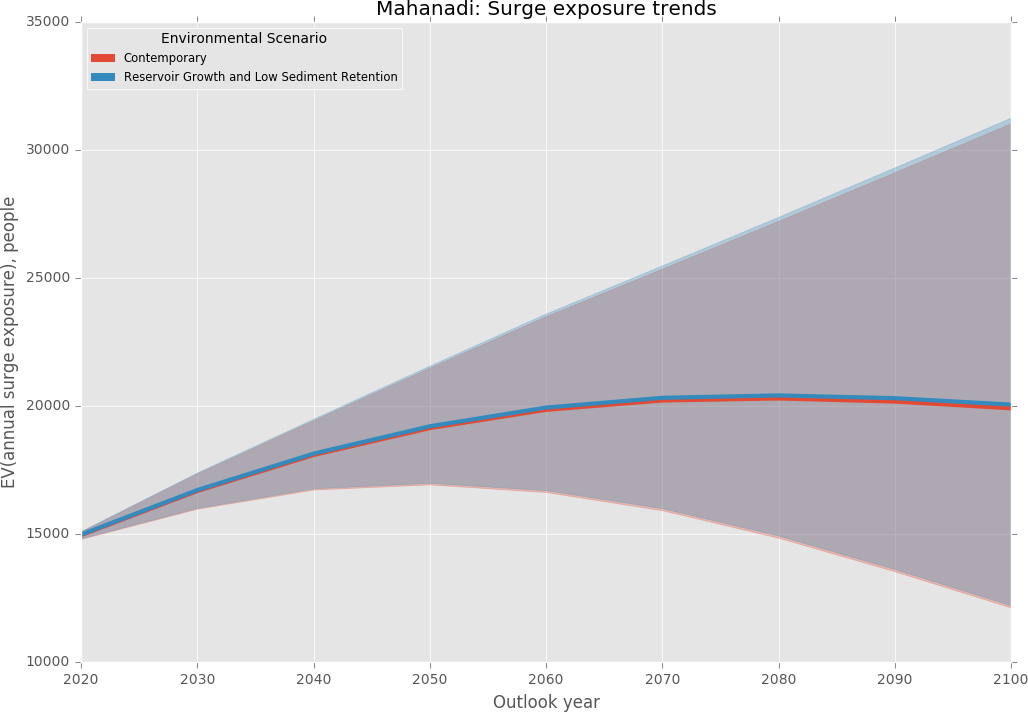 Mahanadi: Surge exposure trends
35000
Environmental Scenario
Contemporary
Reservoir Growth and Low Sediment Retention
30000
25000
20000
15000
10000
EV(annual surge exposure), people
2020 2030 2040 2050 2060 2070 2080 2090 2100
Outlook year